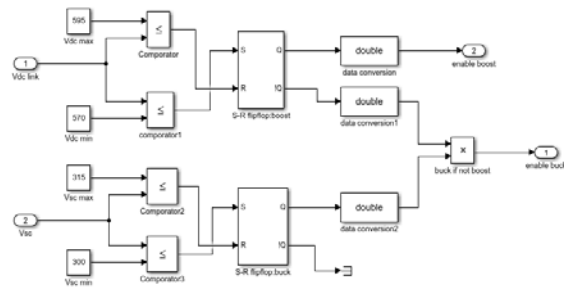 595
Vdc max
≤
Comporator
1
Vdc link
S
Q
R
!Q
S-R flipflop:boost
double
data conversion
2
enable boost
≤
comporator1
570
Vdc min
double
data conversion1
×
buck if not boost
1
enable buck
315
Vsc max
≤
Comporator2
2
Vsc
S
Q
R
!Q
S-R flipflop:buck
double
data conversion2
≤
Comporator3
300
Vsc min